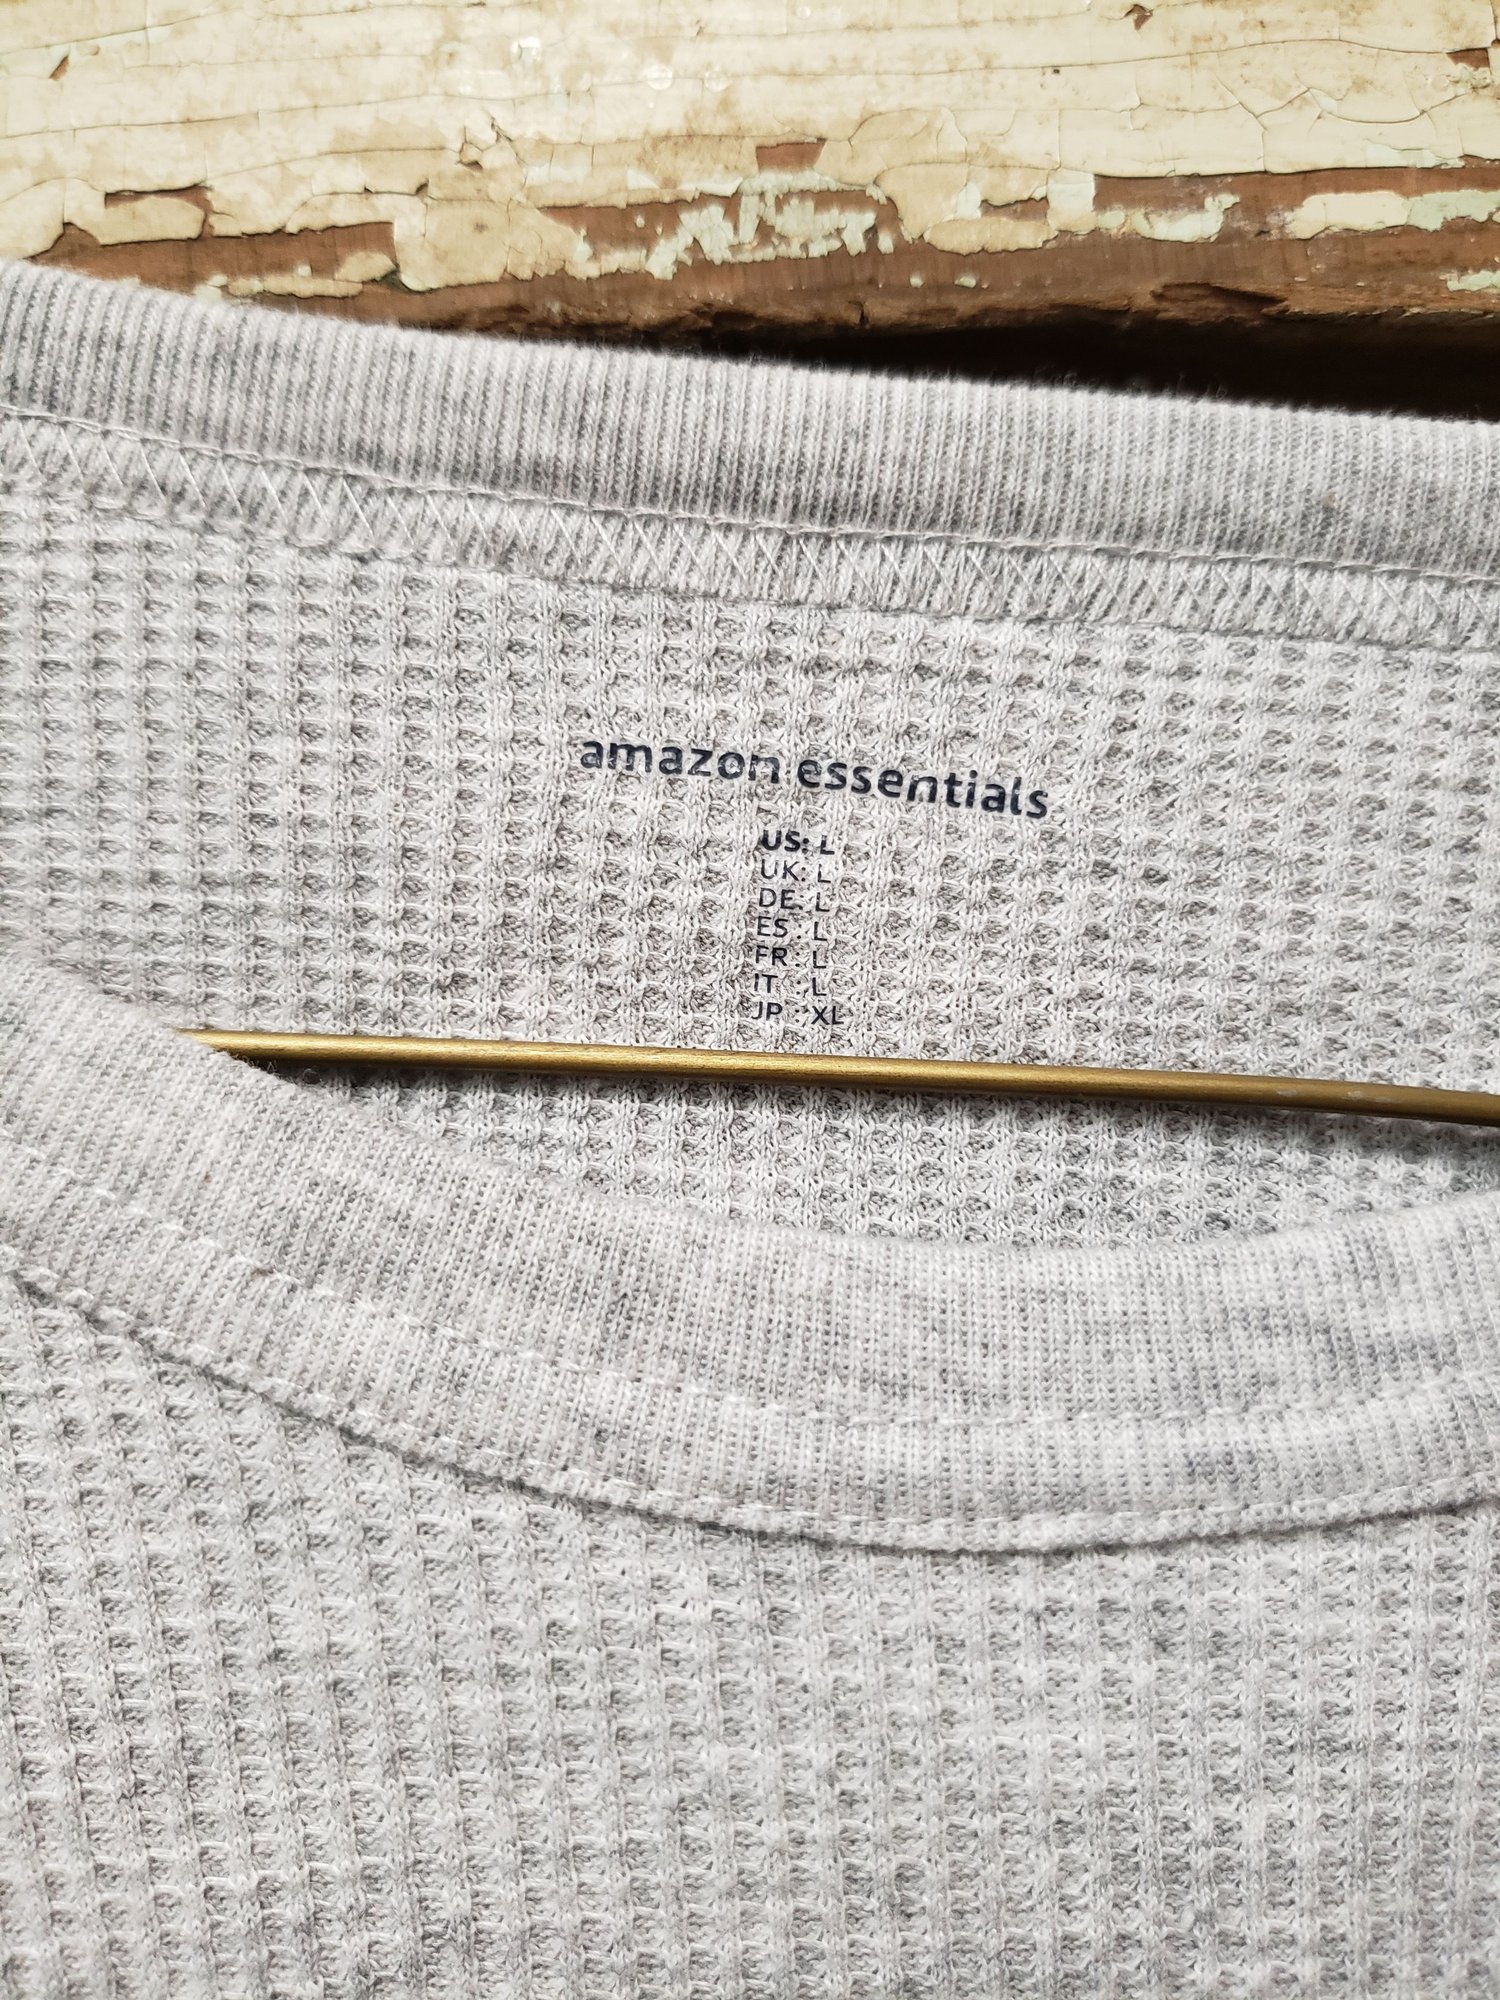 amazon essentials
US: L
UK: L
DE: L
ES : L
FR : L
IT : L
JP : XL